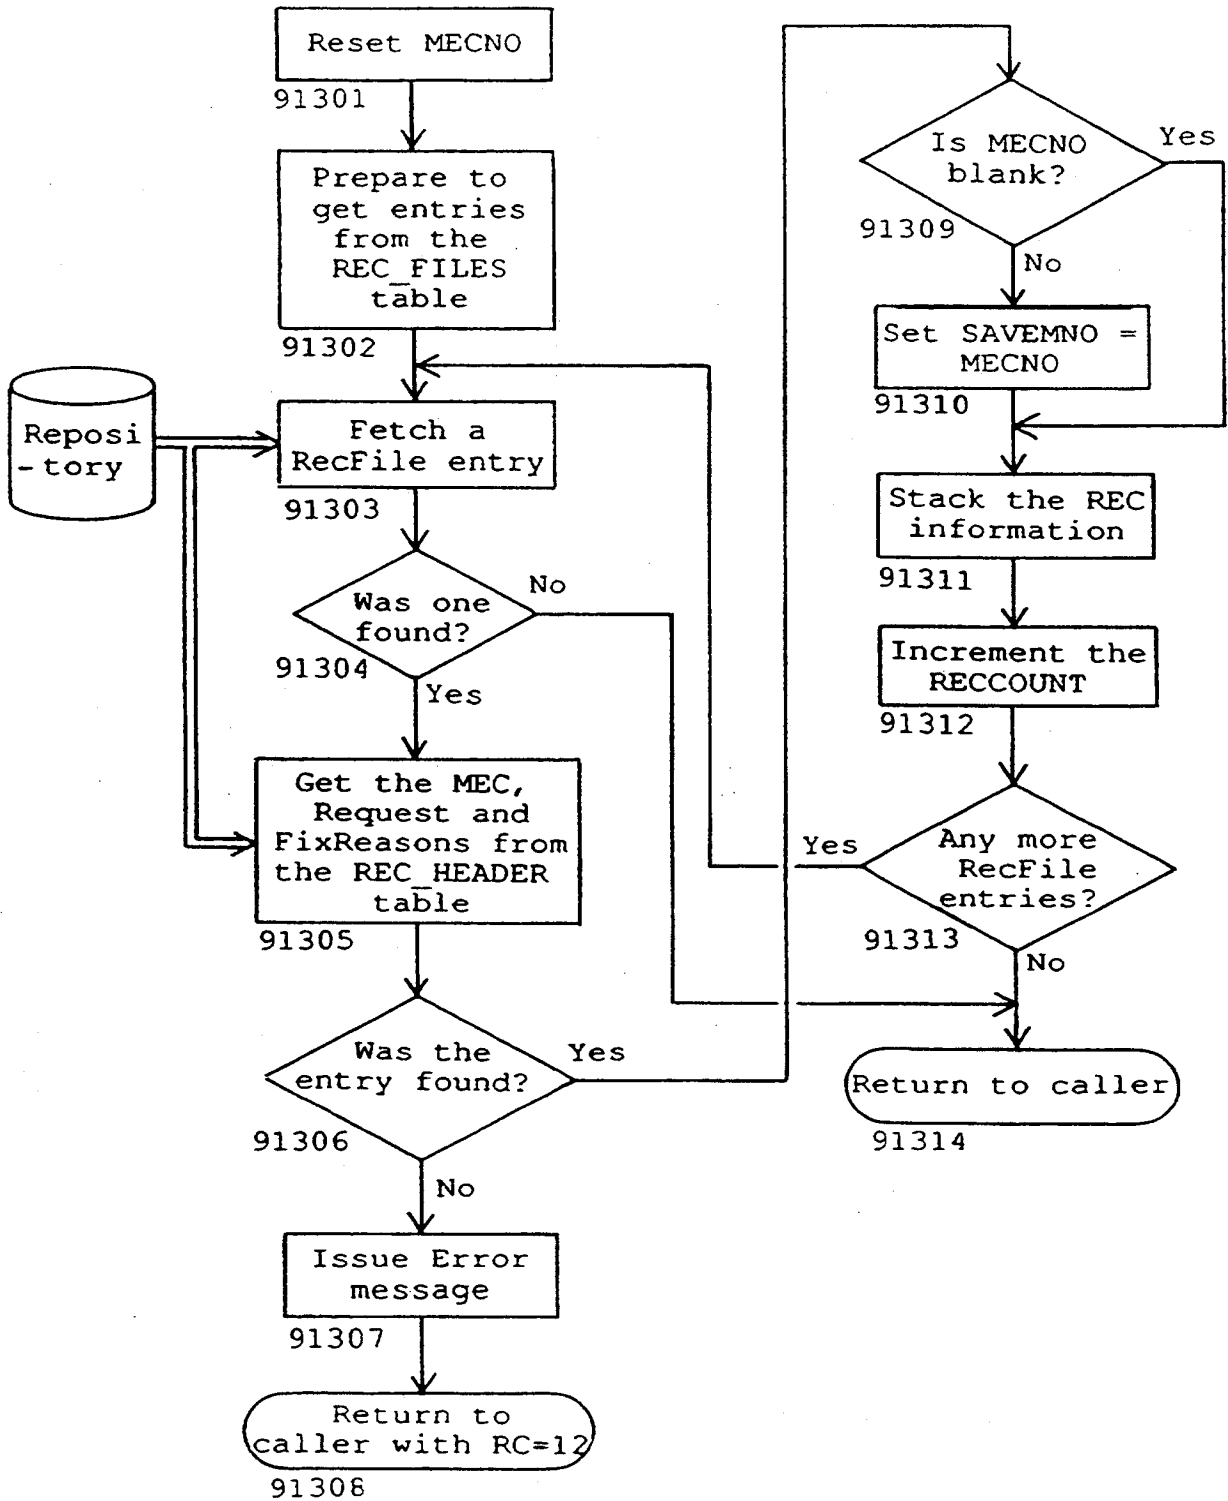 Reset MECNO
91301
Prepare to
get entries
from the
REC_FILES
table
91302
Reposi
-tory
Fetch a
RecFile entry
91303
Was one
found?
No
91304
Yes
Get the MEC,
Request and
FixReasons from
the REC_HEADER
table
91305
Was the
entry found?
Yes
91306
No
Issue Error
message
91307
Return to
caller with RC=12
91308
Is MECNO
blank?
Yes
91309
No
Set SAVEMNO =
MECNO
91310
Stack the REC
information
91311
Increment the
RECCOUNT
91312
Any more
RecFile
entries?
Yes
91313
No
Return to caller
91314